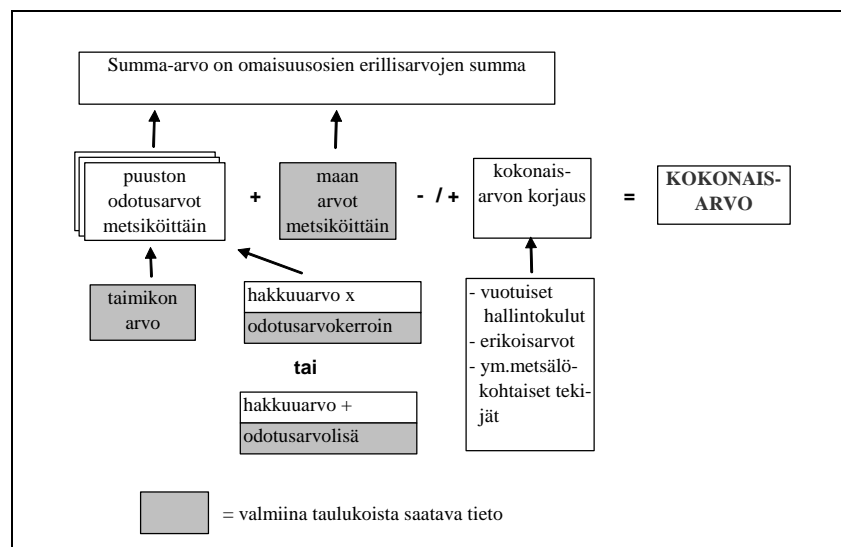 Summa-arvo on omaisuusosien erillisarvojen summa
puuston
odotusarvot
metsiköittäin
+
maan
arvot
metsiköittäin
- / +
kokonais-
arvon korjaus
=
KOKONAIS-
ARVO
taimikon
arvo
hakkuuarvo x
odotusarvokerroin
tai
hakkuuarvo +
odotusarvolisä
- vuotuiset
hallintokulut
- erikoisarvot
- ym.metsälö-
kohtaiset teki-
jät
= valmiina taulukoista saatava tieto